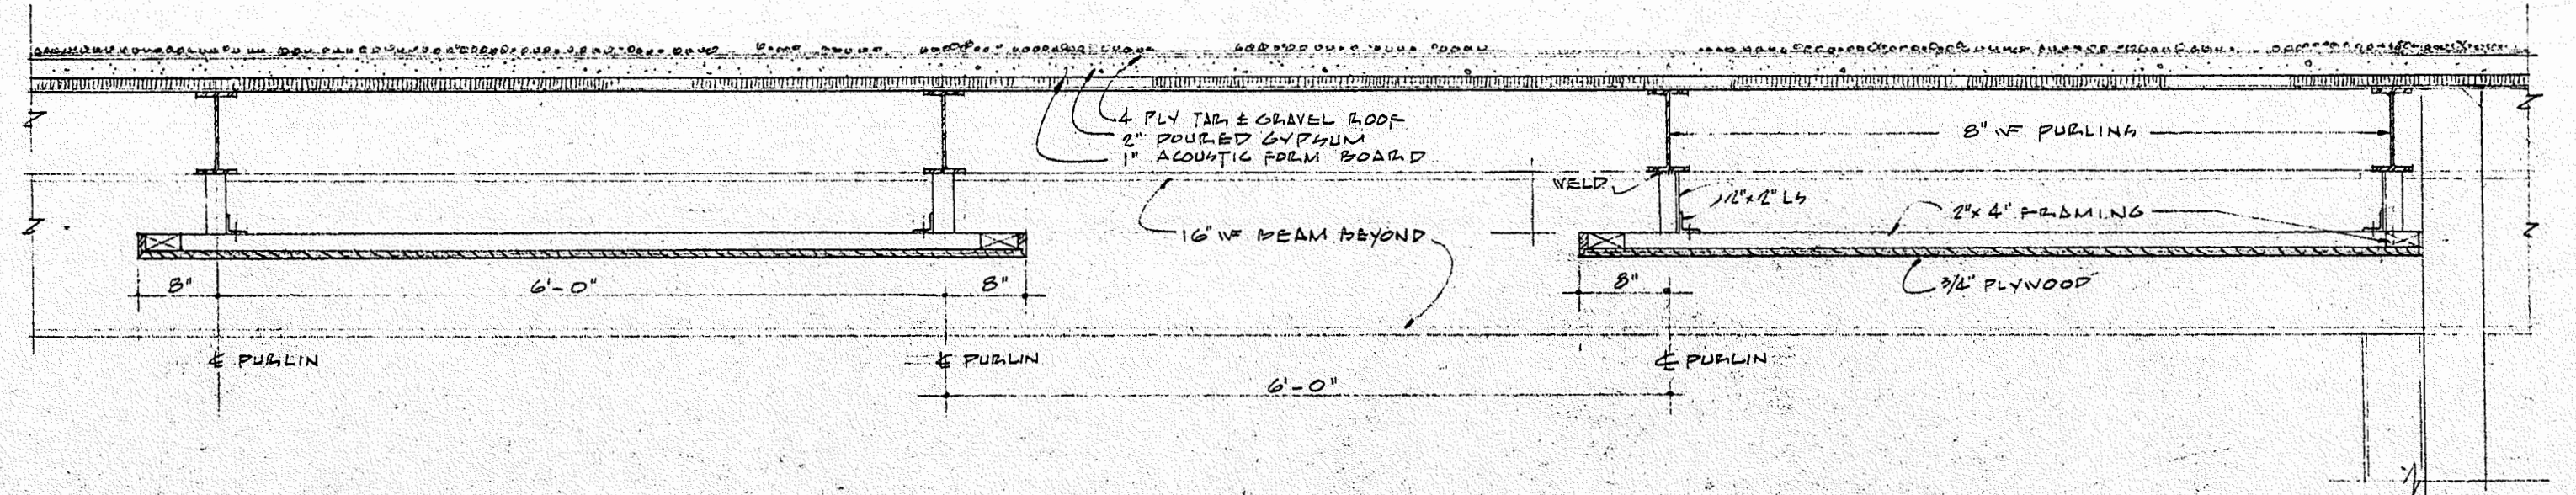 4 PLY TAR & GRAVEL ROOF
2" POURED GYPSUM
1" ACOUSTIC FORM BOARD
8" WF PURLINS
WELD
2"x2" LS
2"x4" FRAMING
16" WF BEAM BEYOND
8"
6'-0"
8"
8"
3/4" PLYWOOD
℄ PURLIN
℄ PURLIN
℄ PURLIN
6'-0"